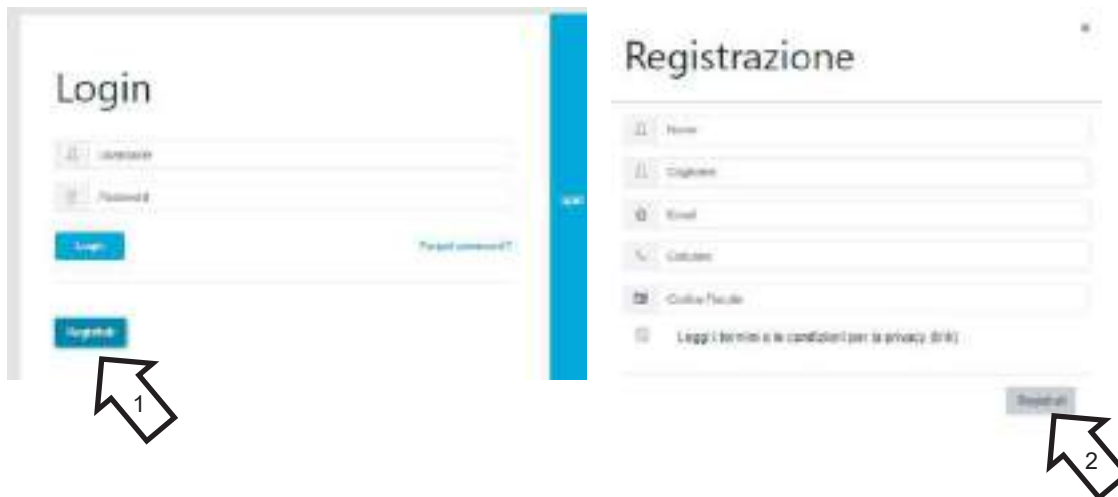 Login
Username
Password
Login
Forgot password?
Registrati
1
Registrazione
Nome
Cognome
Email
Cellulare
Codice Fiscale
Leggi i termini e le condizioni per la privacy (link)
Registrati
2